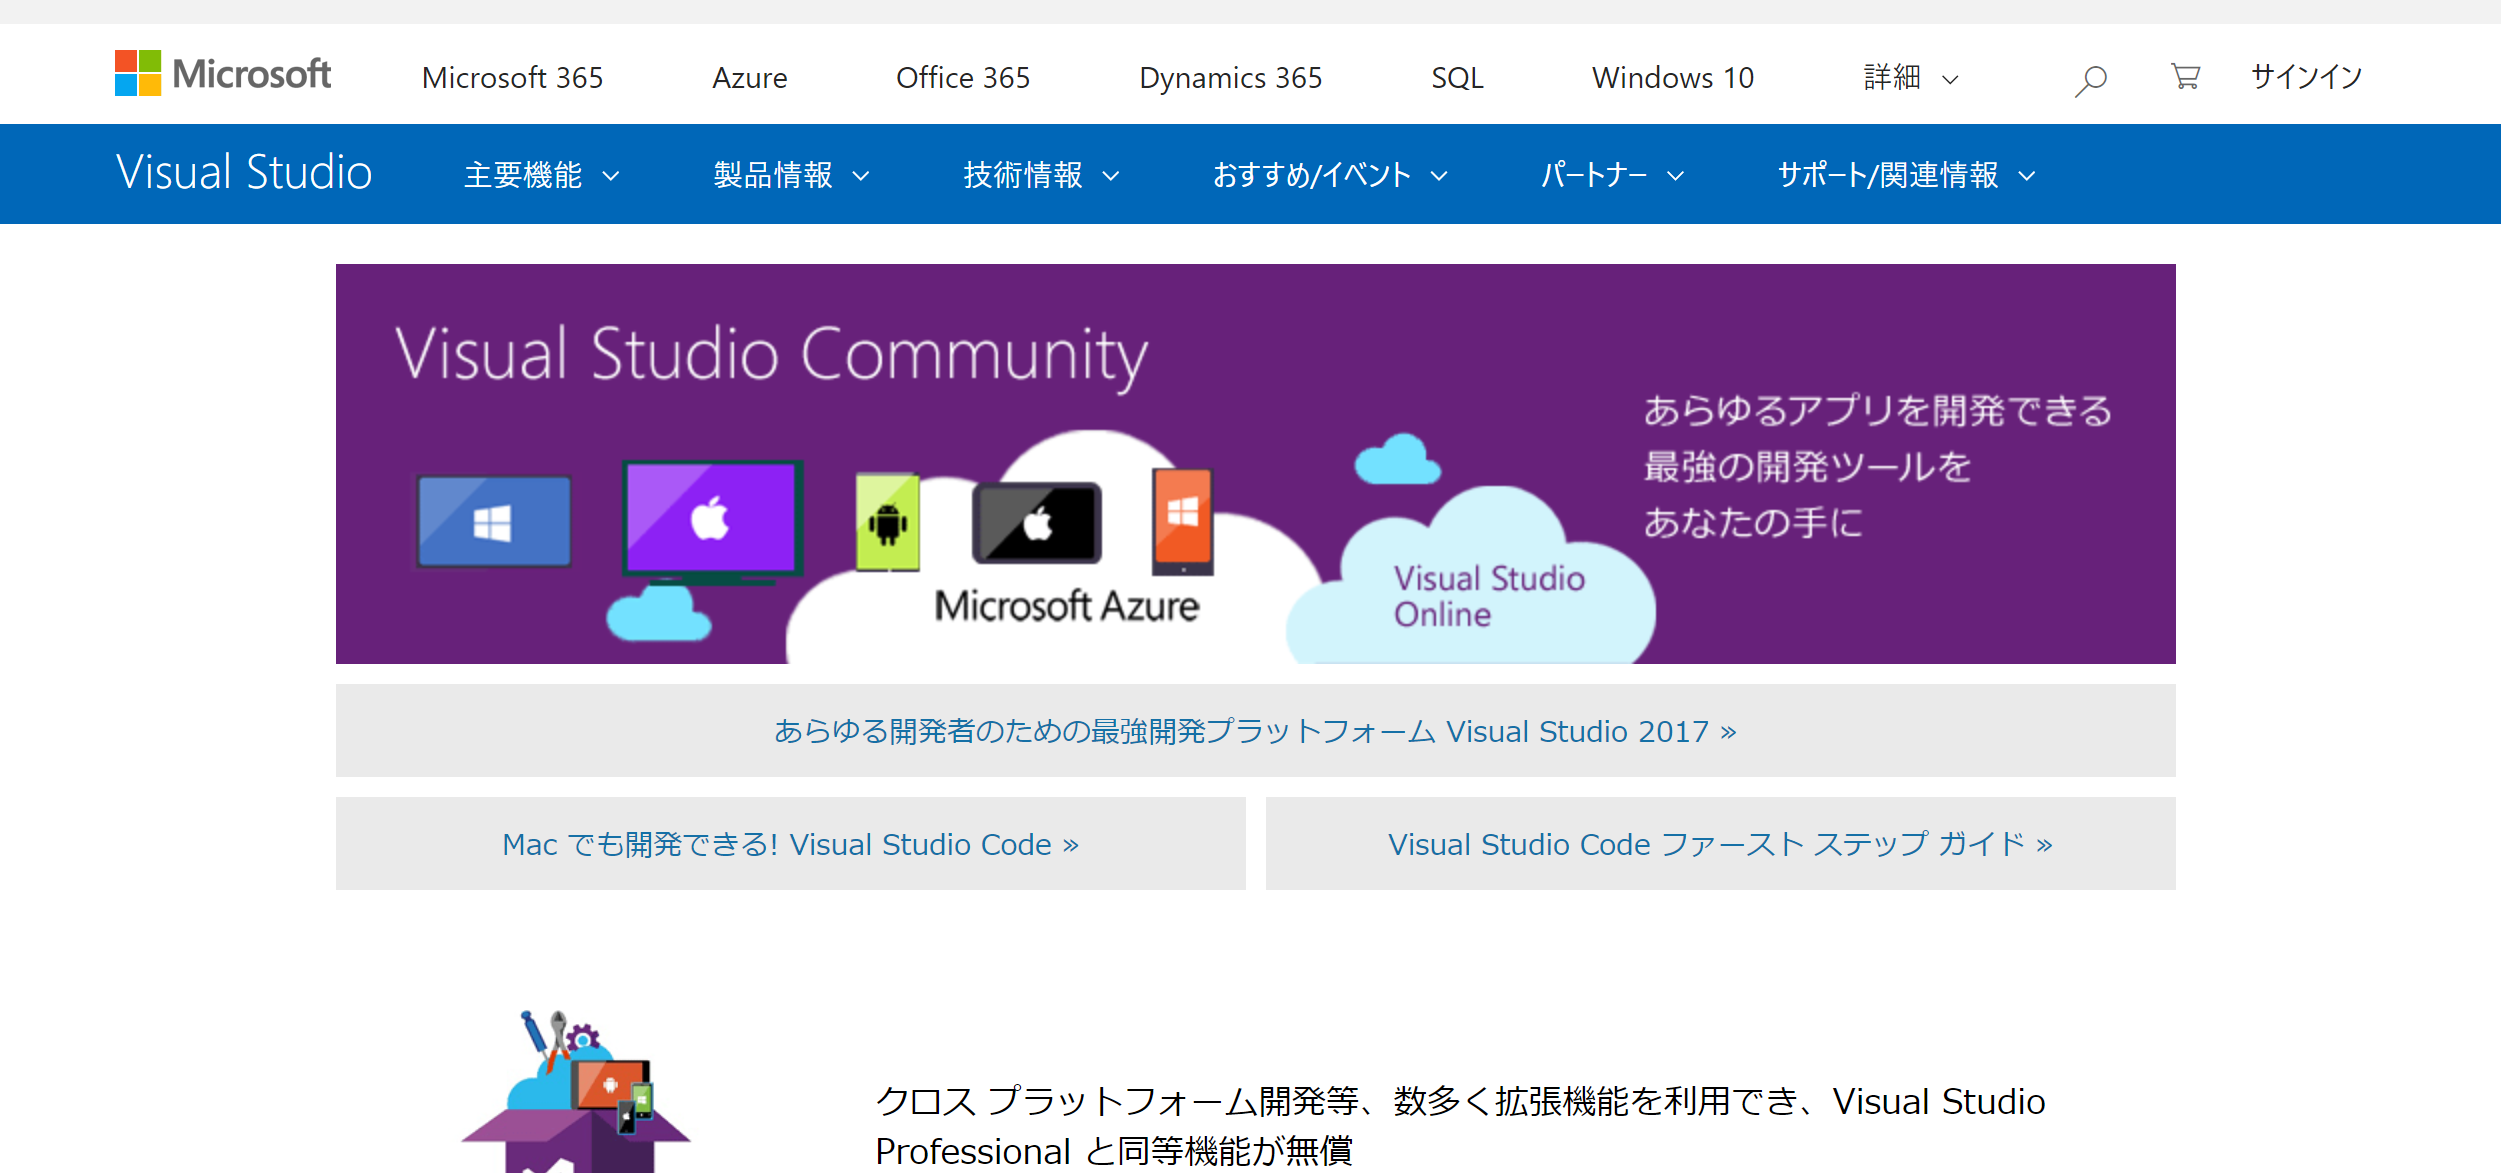 Microsoft
Microsoft 365
Azure
Office 365
Dynamics 365
SQL
Windows 10
詳細
サインイン
Visual Studio
主要機能
製品情報
技術情報
おすすめ/イベント
パートナー
サポート/関連情報
Visual Studio Community
あらゆるアプリを開発できる
最強の開発ツールを
あなたの手に
Microsoft Azure
Visual Studio
Online
あらゆる開発者のための最強開発プラットフォーム Visual Studio 2017 »
Mac でも開発できる! Visual Studio Code »
Visual Studio Code ファースト ステップ ガイド »
クロス プラットフォーム開発等、数多く拡張機能を利用でき、Visual Studio
Professional と同等機能が無償